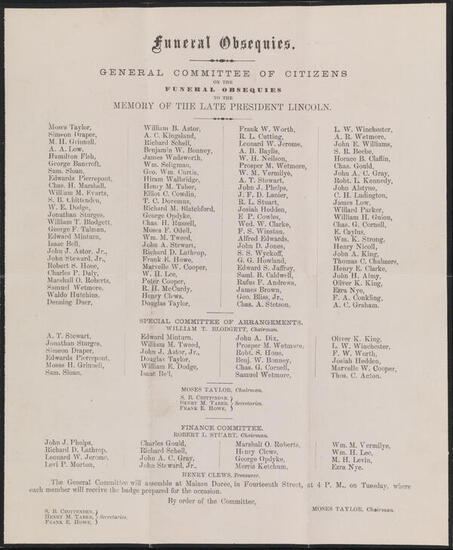 Funeral Obsequies.
GENERAL COMMITTEE OF CITIZENS
ON THE
FUNERAL OBSEQUIES
TO THE
MEMORY OF THE LATE PRESIDENT LINCOLN.
Moses Taylor,
Simeon Draper,
M. H. Grinnell,
A. A. Low,
Hamilton Fish,
George Bancroft,
Sam. Sloan,
Edwards Pierrepont,
Chas. H. Marshall,
William M. Evarts,
S. B. Chittenden,
W. E. Dodge,
Jonathan Sturges,
William T. Blodgett,
George F. Talman,
Edward Minturn,
Isaac Bell,
John J. Astor, Jr.,
John Steward, Jr.,
Robert S. Hone,
Charles P. Daly,
Marshall O. Roberts,
Samuel Wetmore,
Waldo Hutchins,
Denning Duer,
William B. Astor,
A. C. Kingsland,
Richard Schell,
Benjamin W. Bonney,
James Wadsworth,
Wm. Seligman,
Geo. Wm. Curtis,
Hiram Walbridge,
Henry M. Taber,
Elliot C. Cowdin,
T. C. Doremus,
Richard M. Blatchford,
George Opdyke,
Chas. H. Russell,
Moses F. Odell,
Wm. M. Tweed,
John A. Stewart,
Richard D. Lathrop,
Frank E. Howe,
Marvelle W. Cooper,
W. H. Lee,
Peter Cooper,
R. H. McCurdy,
Henry Clews,
Douglas Taylor,
Frank W. Worth,
R. L. Cutting,
Leonard W. Jerome,
A. B. Baylis,
W. H. Neilson,
Prosper M. Wetmore,
W. M. Vermilye,
A. T. Stewart,
John J. Phelps,
J. F. D. Lanier,
R. L. Stuart,
Josiah Hedden,
E. P. Cowles,
Wed. W. Clarke,
F. S. Winston,
Alfred Edwards,
John D. Jones,
S. S. Wyckoff,
G. G. Howland,
Edward S. Jaffray,
Saml. B. Caldwell,
Rufus F. Andrews,
James Brown,
Geo. Bliss, Jr.,
Chas. A. Stetson,
L. W. Winchester,
A. R. Wetmore,
John E. Williams,
S. B. Beebe,
Horace B. Claflin,
Chas. Gould,
John A. C. Gray,
Robt. L. Kennedy,
John Alstyne,
C. H. Ludington,
James Low,
Willard Parker,
William H. Guion,
Chas. G. Cornell,
E. Caylus,
Wm. K. Strong,
Henry Nicoll,
John A. King,
Thomas C. Chalmers,
Henry E. Clarke,
John H. Almy,
Oliver K. King,
Ezra Nye,
F. A. Conkling,
A. C. Graham.
SPECIAL COMMITTEE OF ARRANGEMENTS.
WILLIAM T. BLODGETT, Chairman.
A. T. Stewart,
Jonathan Sturges,
Simeon Draper,
Edwards Pierrepont,
Moses H. Grinnell,
Sam. Sloan,
Edward Minturn,
William M. Tweed,
John J. Astor, Jr.,
Douglas Taylor,
William E. Dodge,
Isaac Bell,
John A. Dix,
Prosper M. Wetmore,
Robt. S. Hone,
Benj. W. Bonney,
Chas. G. Cornell,
Samuel Wetmore,
Oliver K. King.
L. W. Winchester,
F. W. Worth,
Josiah Hedden,
Marvelle W. Cooper,
Thos. C. Acton.
MOSES TAYLOR, Chairman.
S. B. CHITTENDEN,
HENRY M. TABER,
FRANK E. HOWE,
Secretaries.
FINANCE COMMITTEE.
ROBERT L. STUART, Chairman.
John J. Phelps,
Richard D. Lathrop,
Leonard W. Jerome,
Levi P. Morton,
Charles Gould,
Richard Schell,
John A. C. Gray,
John Steward, Jr.,
Marshall O. Roberts,
Henry Clews,
George Opdyke,
Morris Ketchum,
Wm. M. Vermilye,
Wm. H. Lee,
M. H. Levin,
Ezra Nye.
HENRY CLEWS, Treasurer.
The General Committee will assemble at Maison Doree, in Fourteenth Street, at 4 P. M., on Tuesday, where
each member will receive the badge prepared for the occasion.
By order of the Committee,
MOSES TAYLOR, Chairman.
S. B. CHITTENDEN,
HENRY M. TABER,
FRANK E. HOWE,
Secretaries.